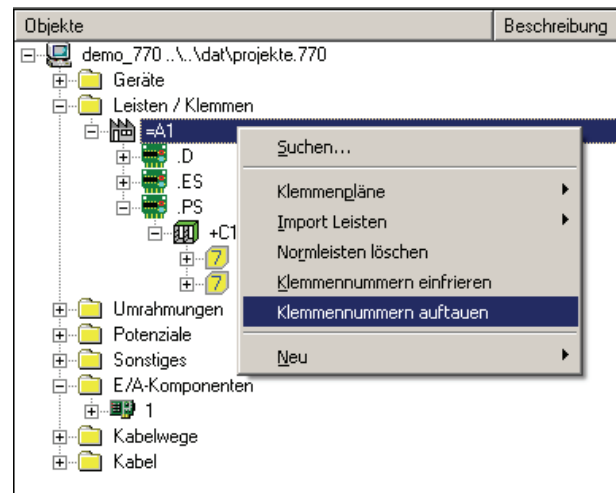 Objekte Beschreibung
demo_770 ..\..\dat\projekte.770
Geräte
Leisten / Klemmen
=A1
.D
.ES
.PS
+C1
7
7
Umrahmungen
Potenziale
Sonstiges
E/A-Komponenten
1
Kabelwege
Kabel
Suchen...
Klemmenpläne
Import Leisten
Normleisten löschen
Klemmennummern einfrieren
Klemmennummern auftauen
Neu